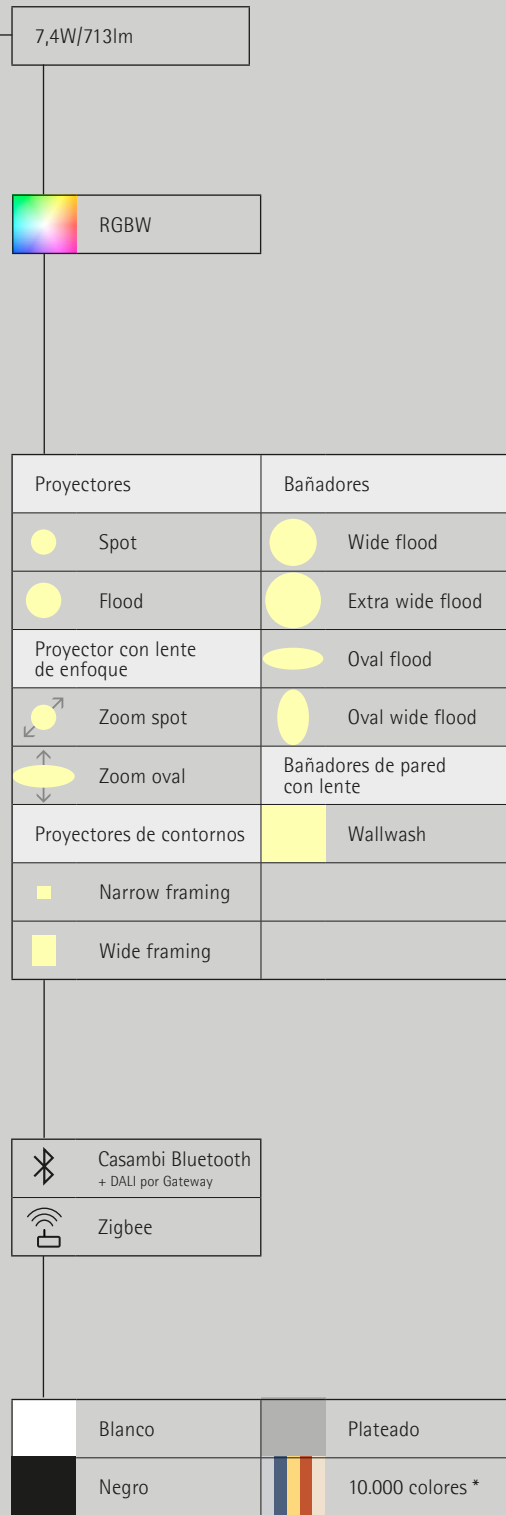 7,4W/713lm
RGBW
Proyectores
Spot
Flood
Proyector con lente
de enfoque
Zoom spot
Zoom oval
Proyectores de contornos
Narrow framing
Wide framing
Bañadores
Wide flood
Extra wide flood
Oval flood
Oval wide flood
Bañadores de pared
con lente
Wallwash
Casambi Bluetooth
+ DALI por Gateway
Zigbee
Blanco
Negro
Plateado
10.000 colores *